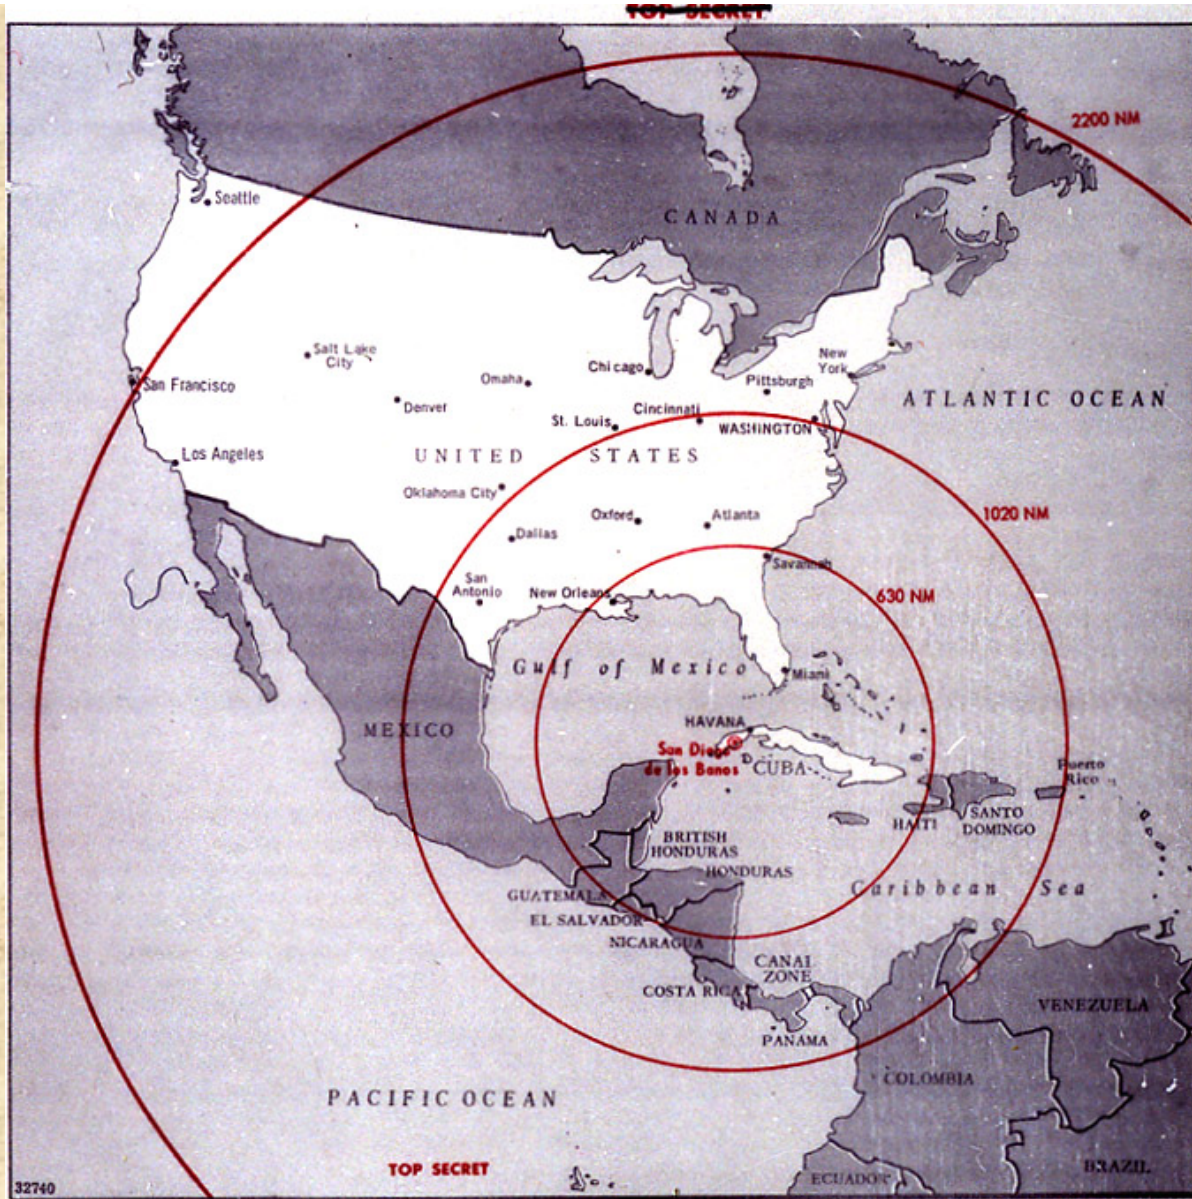 TOP SECRET
2200 NM
Seattle
CANADA
Salt Lake
City
San Francisco
Omaha
Chicago
New
York
Pittsburgh
Denver
ATLANTIC OCEAN
St. Louis
Cincinnati
WASHINGTON
Los Angeles
UNITED STATES
Oklahoma City
1020 NM
Oxford
Atlanta
Dallas
Savannah
San
Antonio
New Orleans
630 NM
Gulf of Mexico
Miami
MEXICO
HAVANA
San Diego
de los Banos
CUBA
Puerto
Rico
HAITI
SANTO
DOMINGO
BRITISH
HONDURAS
HONDURAS
GUATEMALA
Caribbean Sea
EL SALVADOR
NICARAGUA
CANAL
ZONE
COSTA RICA
VENEZUELA
PANAMA
COLOMBIA
PACIFIC OCEAN
TOP SECRET
BRAZIL
ECUADOR
32740